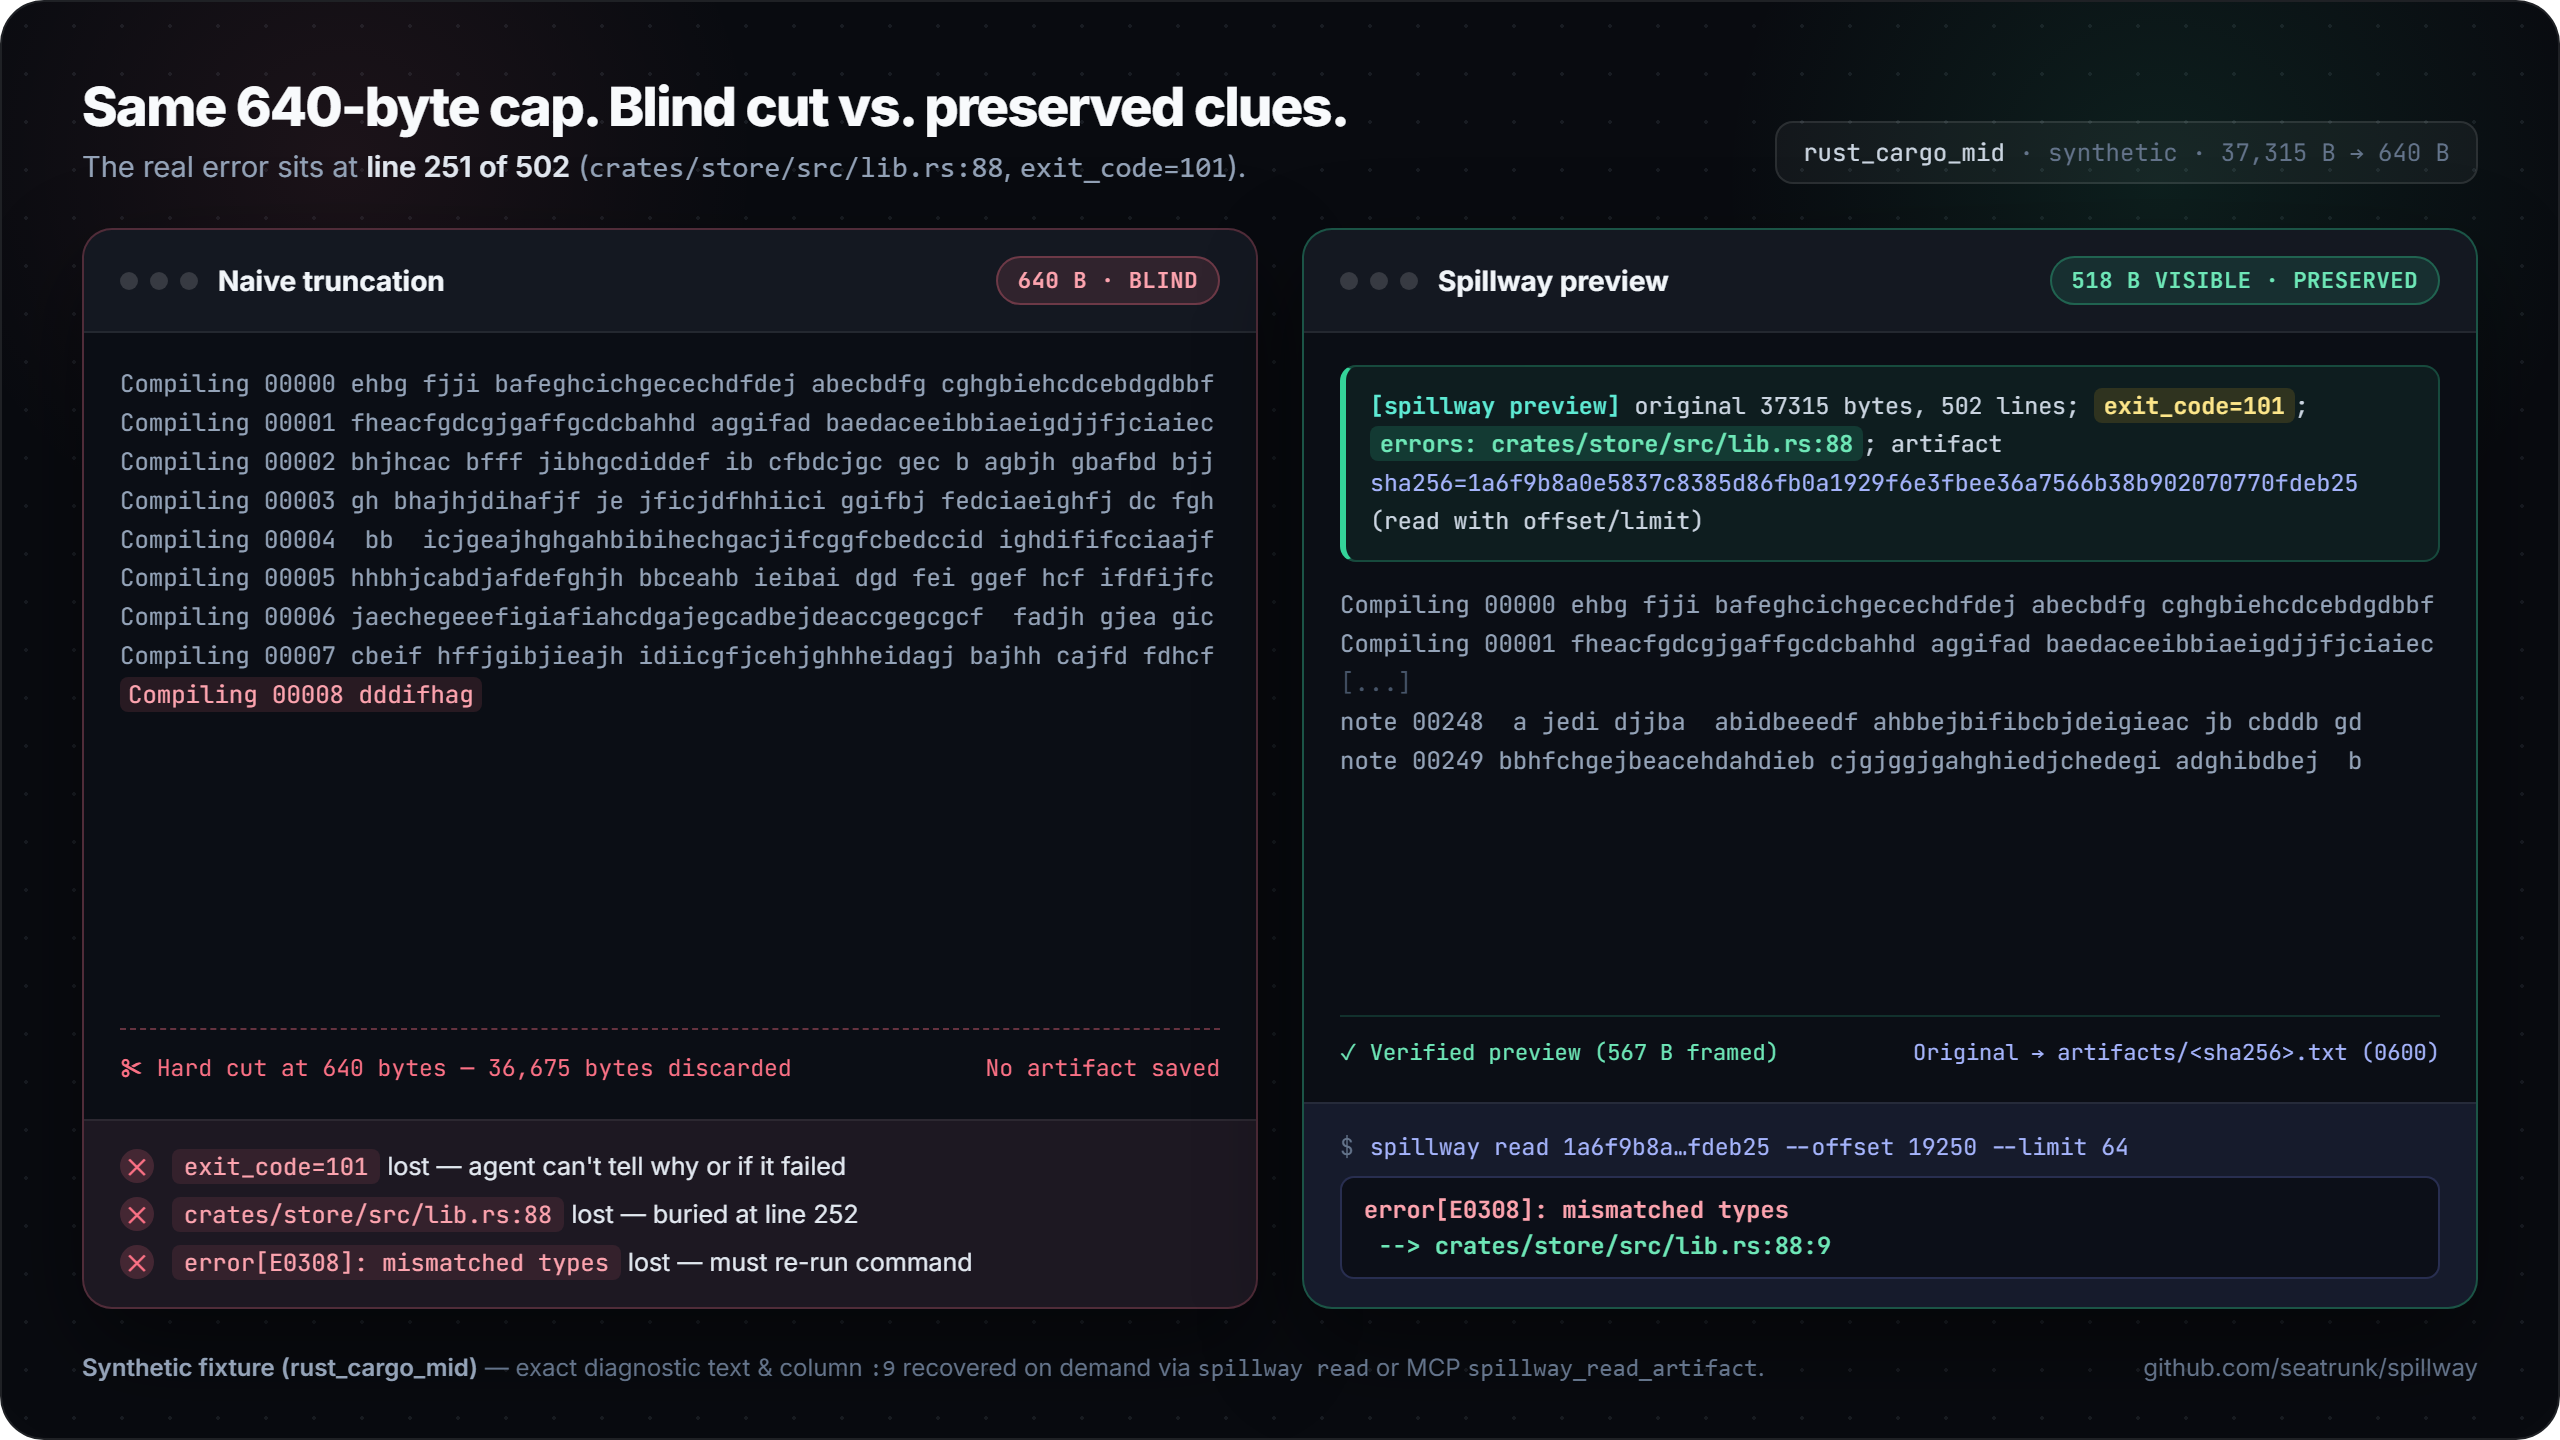 Same 640-byte cap. Blind cut vs. preserved clues.
The real error sits at line 251 of 502 (crates/store/src/lib.rs:88, exit_code=101).
rust_cargo_mid · synthetic · 37,315 B → 640 B
Naive truncation
640 B · BLIND
Compiling 00000 ehbg fjji bafeghcichgecechdfdej abecbdfg cghgbiehcdcebdgdbbf
Compiling 00001 fheacfgdcgjgaffgcdcbahhd aggifad baedaceeibbiaeigdjjfjciaiec
Compiling 00002 bhjhcac bfff jibhgcdiddef ib cfbdcjgc gec b agbjh gbafbd bjj
Compiling 00003 gh bhajhjdihafjf je jficjdfhhiici ggifbj fedciaeighfj dc fgh
Compiling 00004  bb  icjgeajhghgahbibihechgacjifcggfcbedccid ighdififcciaajf
Compiling 00005 hhbhjcabdjafdefghjh bbceahb ieibai dgd fei ggef hcf ifdfijfc
Compiling 00006 jaechegeeefigiafiahcdgajegcadbejdeaccgegcgcf  fadjh gjea gic
Compiling 00007 cbeif hffjgibjieajh idiicgfjcehjghhheidagj bajhh cajfd fdhcf
Compiling 00008 dddifhag
Hard cut at 640 bytes — 36,675 bytes discarded
No artifact saved
exit_code=101 lost — agent can't tell why or if it failed
crates/store/src/lib.rs:88 lost — buried at line 252
error[E0308]: mismatched types lost — must re-run command
Spillway preview
518 B VISIBLE · PRESERVED
[spillway preview] original 37315 bytes, 502 lines; exit_code=101;
errors: crates/store/src/lib.rs:88; artifact
sha256=1a6f9b8a0e5837c8385d86fb0a1929f6e3fbee36a7566b38b902070770fdeb25
(read with offset/limit)
Compiling 00000 ehbg fjji bafeghcichgecechdfdej abecbdfg cghgbiehcdcebdgdbbf
Compiling 00001 fheacfgdcgjgaffgcdcbahhd aggifad baedaceeibbiaeigdjjfjciaiec
[...]
note 00248  a jedi djjba  abidbeeedf ahbbejbifibcbjdeigieac jb cbddb gd
note 00249 bbhfchgejbeacehdahdieb cjgjggjgahghiedjchedegi adghibdbej  b
✓ Verified preview (567 B framed)
Original → artifacts/<sha256>.txt (0600)
$ spillway read 1a6f9b8a…fdeb25 --offset 19250 --limit 64
error[E0308]: mismatched types
--> crates/store/src/lib.rs:88:9
Synthetic fixture (rust_cargo_mid) — exact diagnostic text & column :9 recovered on demand via spillway read or MCP spillway_read_artifact.
github.com/seatrunk/spillway